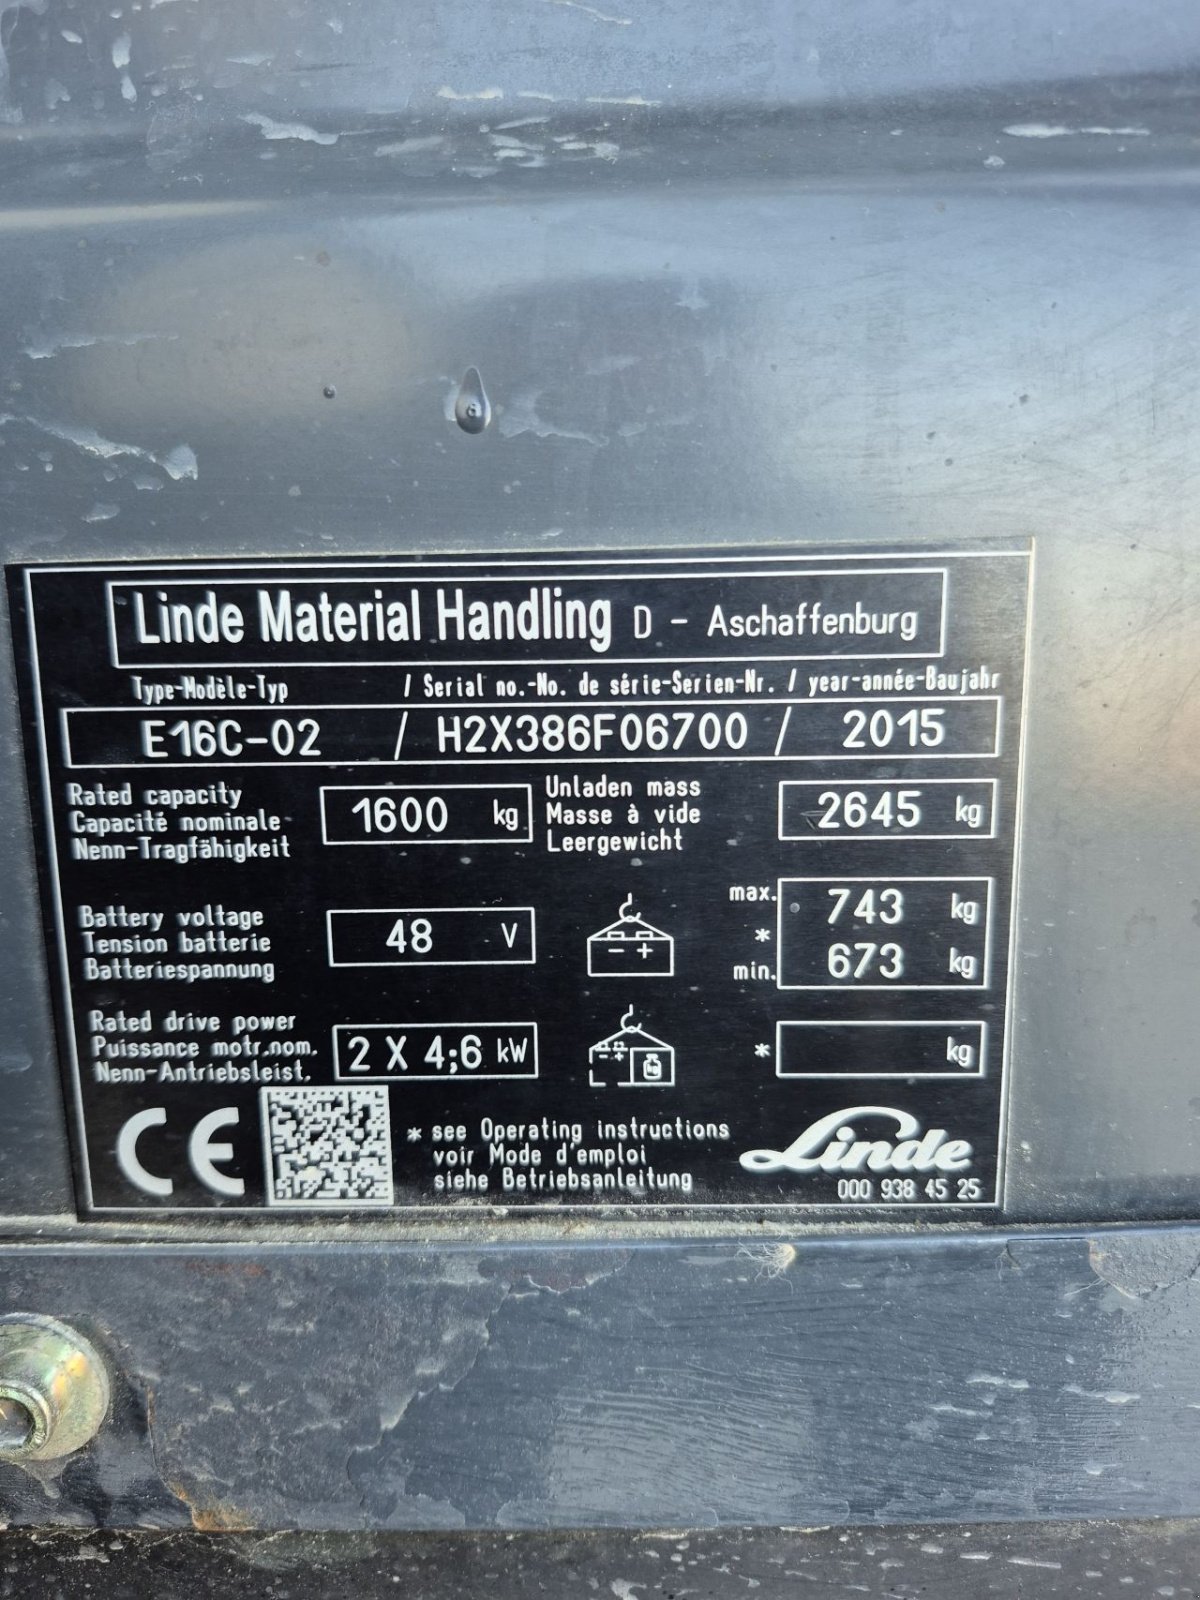 Linde Material Handling D - Aschaffenburg
Type-Modèle-Typ / Serial no.-No. de série-Serien-Nr. / year-année-Baujahr
E16C-02 / H2X386F06700 / 2015
Rated capacity
Capacité nominale
Nenn-Tragfähigkeit
1600 kg
Unladen mass
Masse à vide
Leergewicht
2645 kg
Battery voltage
Tension batterie
Batteriespannung
48 V
- +
max. 743 kg
*
min. 673 kg
Rated drive power
Puissance motr.nom.
Nenn-Antriebsleist.
2 X 4;6 kW
- +
kg
* kg
CE
* see Operating instructions
voir Mode d'emploi
siehe Betriebsanleitung
Linde
000 938 45 25